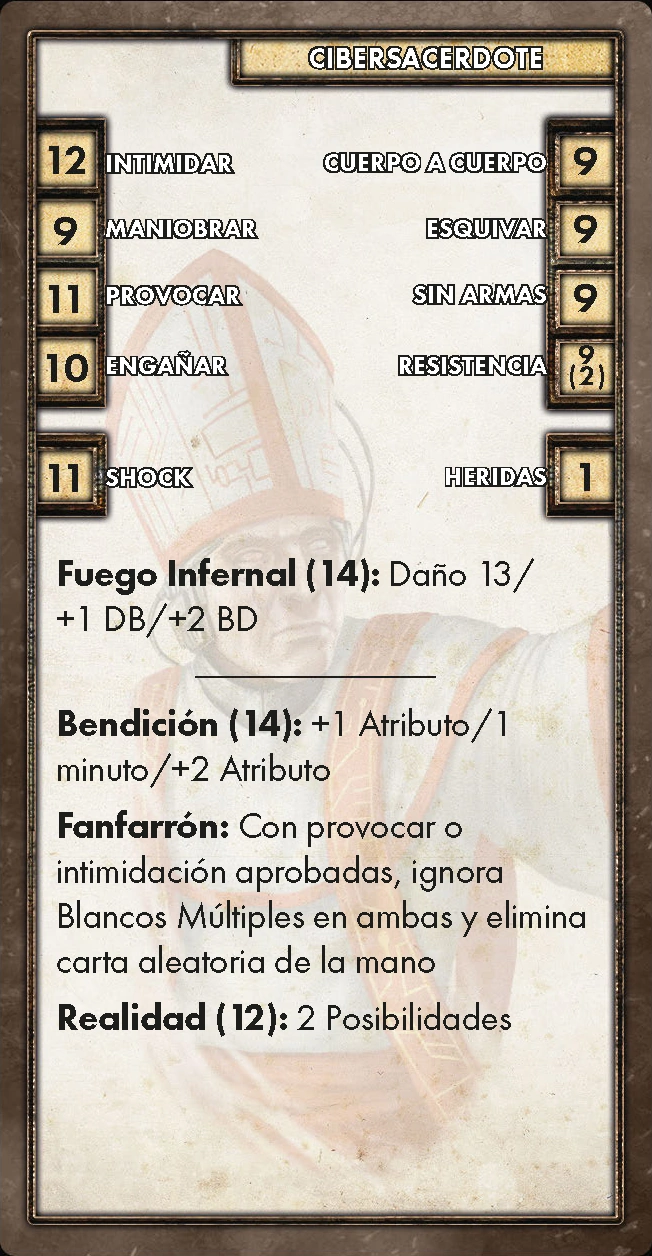 CIBERSACERDOTE
12 INTIMIDAR CUERPO A CUERPO 9
9 MANIOBRAR ESQUIVAR 9
11 PROVOCAR SIN ARMAS 9
10 ENGAÑAR RESISTENCIA 9 (2)
11 SHOCK HERIDAS 1
Fuego Infernal (14): Daño 13/
+1 DB/+2 BD
Bendición (14): +1 Atributo/1
minuto/+2 Atributo
Fanfarrón: Con provocar o
intimidación aprobadas, ignora
Blancos Múltiples en ambas y elimina
carta aleatoria de la mano
Realidad (12): 2 Posibilidades